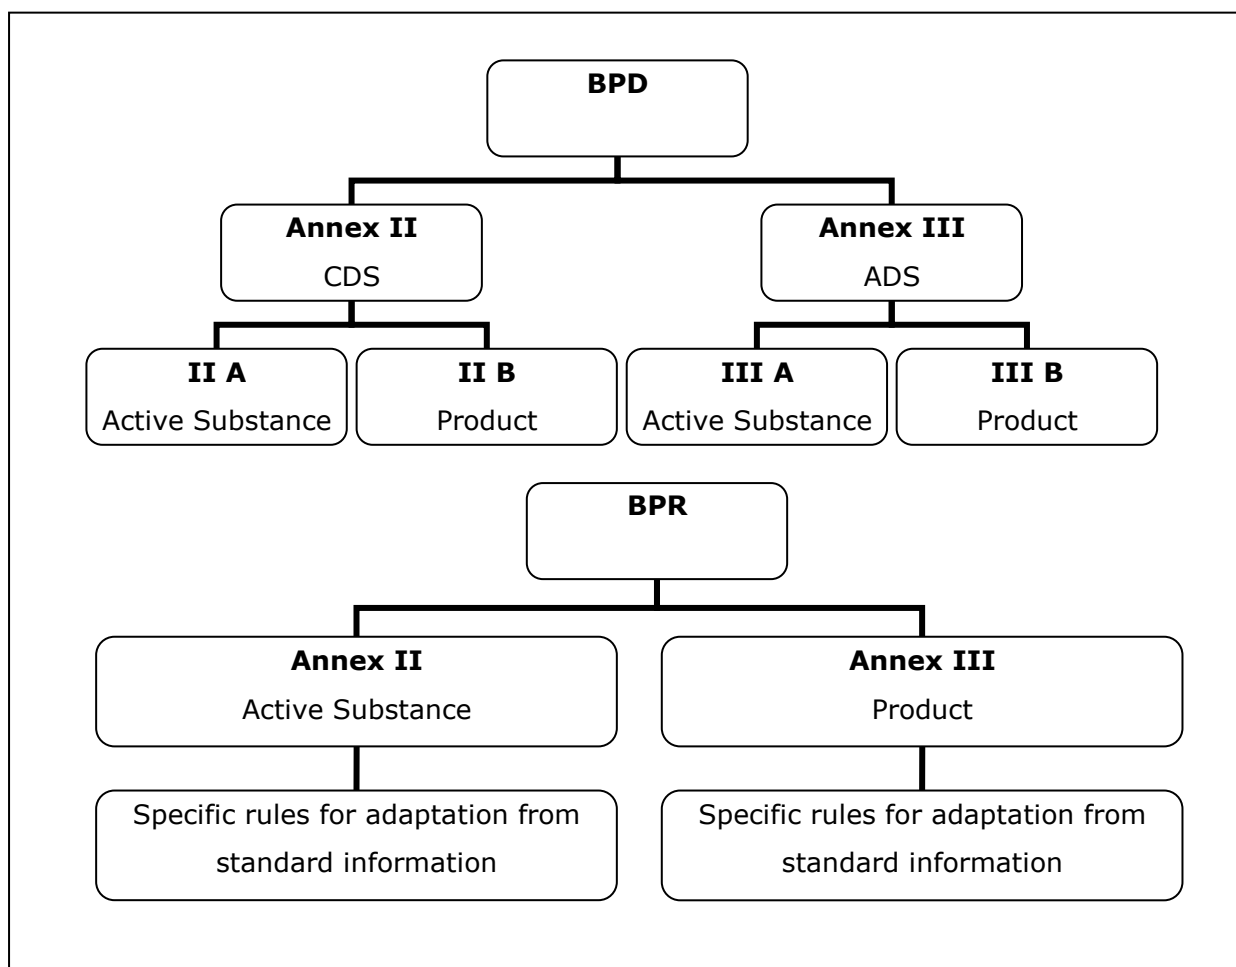 BPD
Annex II
CDS
Annex III
ADS
II A
Active Substance
II B
Product
III A
Active Substance
III B
Product
BPR
Annex II
Active Substance
Annex III
Product
Specific rules for adaptation from
standard information
Specific rules for adaptation from
standard information